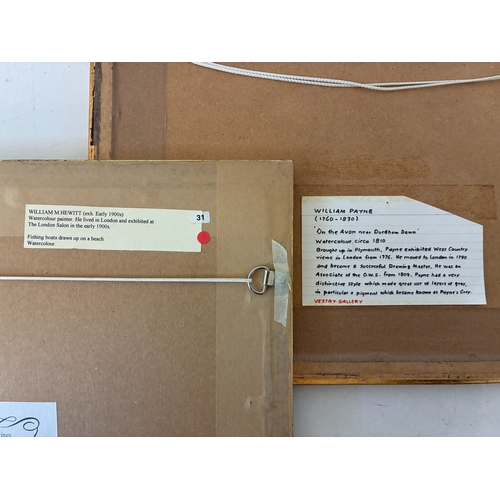 WILLIAM M.HEWITT (exh. Early 1900s)
Watercolour painter. He lived in London and exhibited at
The London Salon in the early 1900s.
Fishing boats drawn up on a beach
Watercolour.
31
WILLIAM PAYNE
(1760-1830)
'On the Avon near Durdham Down'
Watercolour circa 1810
Brought up in Plymouth, Payne exhibited West Country
views in London from 1776. He moved to London in 1790
and became a successful Drawing Master. He was an
Associate of the O.W.S. from 1809. Payne had a very
distinctive style which made great use of layers of grey,
in particular a pigment which became known as Payne's Grey.
VESTRY GALLERY